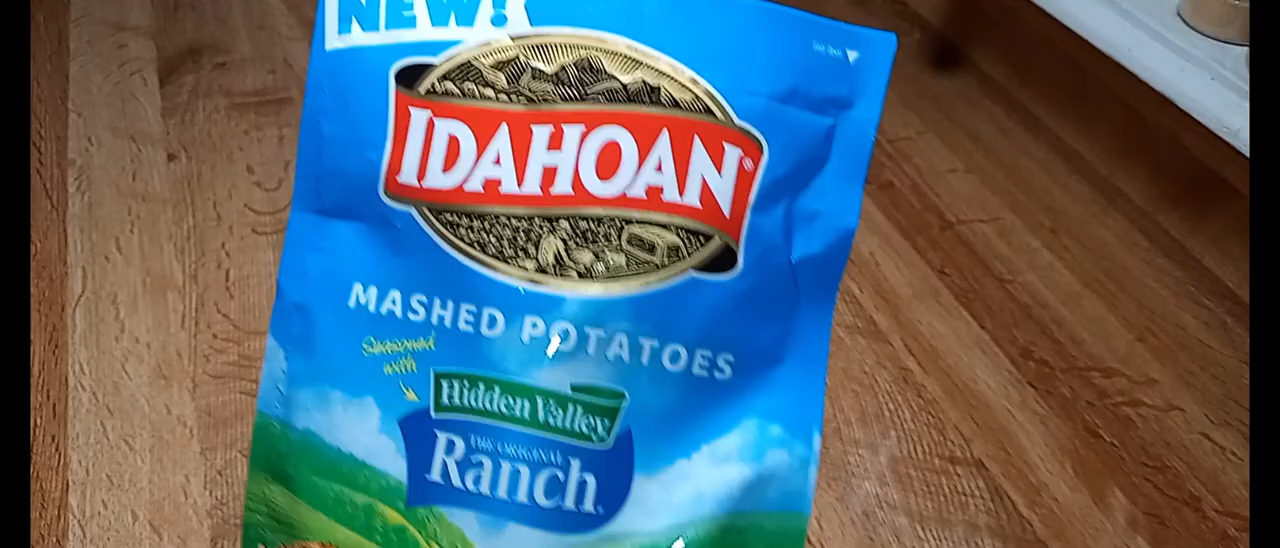 NEW!
IDAHOAN®
MASHED POTATOES
Seasoned
with
Hidden Valley
THE ORIGINAL
Ranch